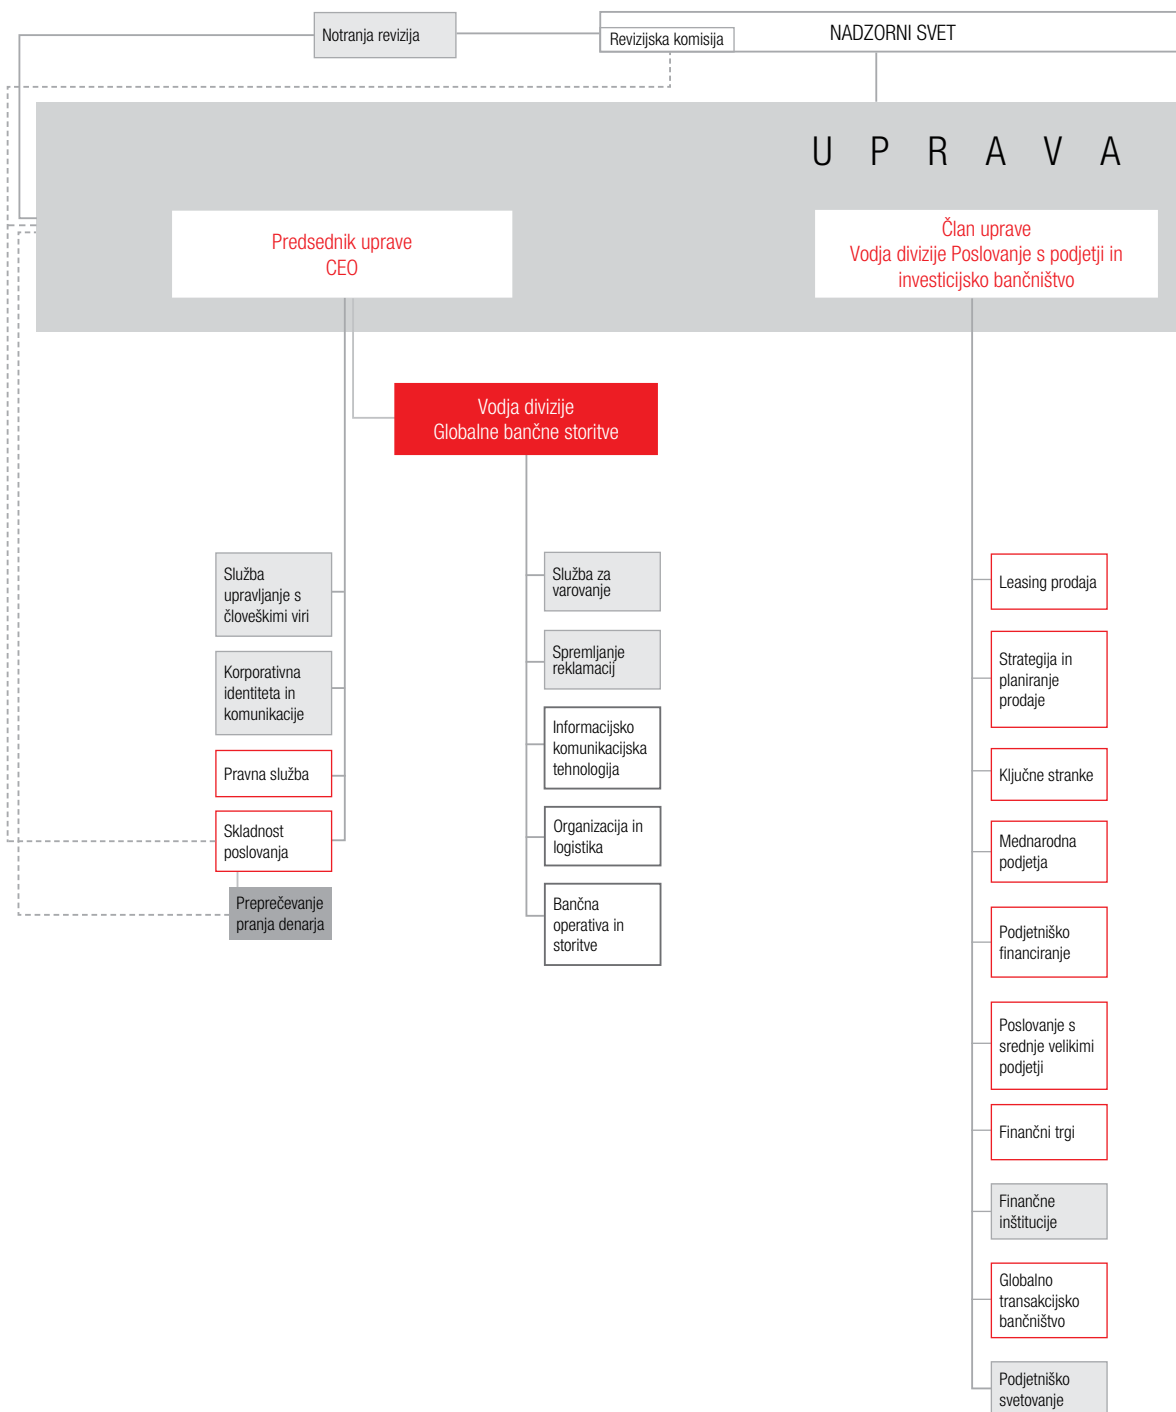 Notranja revizija
Revizijska komisija
NADZORNI SVET
U P R A V A
Predsednik uprave
CEO
Član uprave
Vodja divizije Poslovanje s podjetji in
investicijsko bančništvo
Vodja divizije
Globalne bančne storitve
Služba
upravljanje s
človeškimi viri
Korporativna
identiteta in
komunikacije
Pravna služba
Skladnost
poslovanja
Preprečevanje
pranja denarja
Služba za
varovanje
Spremljanje
reklamacij
Informacijsko
komunikacijska
tehnologija
Organizacija in
logistika
Bančna
operativa in
storitve
Leasing prodaja
Strategija in
planiranje
prodaje
Ključne stranke
Mednarodna
podjetja
Podjetniško
financiranje
Poslovanje s
srednje velikimi
podjetji
Finančni trgi
Finančne
inštitucije
Globalno
transakcijsko
bančništvo
Podjetniško
svetovanje